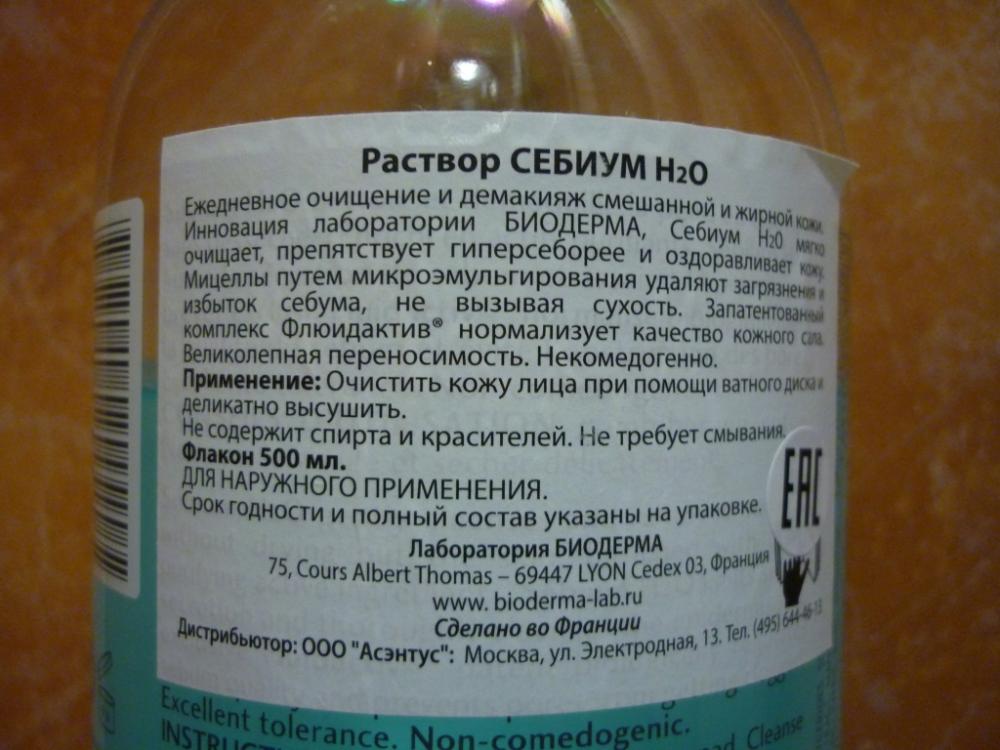 Раствор СЕБИУМ H2O
Ежедневное очищение и демакияж смешанной и жирной кожи.
Инновация лаборатории БИОДЕРМА, Себиум H2O мягко
очищает, препятствует гиперсеборее и оздоравливает кожу.
Мицеллы путем микроэмульгирования удаляют загрязнения и
избыток себума, не вызывая сухость. Запатентованный
комплекс Флюидактив® нормализует качество кожного сала.
Великолепная переносимость. Некомедогенно.
Применение: Очистить кожу лица при помощи ватного диска и
деликатно высушить.
Не содержит спирта и красителей. Не требует смывания.
Флакон 500 мл.
ДЛЯ НАРУЖНОГО ПРИМЕНЕНИЯ.
Срок годности и полный состав указаны на упаковке.
EAC
Лаборатория БИОДЕРМА
75, Cours Albert Thomas – 69447 LYON Cedex 03, Франция
www. bioderma-lab.ru
Сделано во Франции
Дистрибьютор: ООО "Асэнтус": Москва, ул. Электродная, 13. Тел. (495) 644-46-13
Excellent tolerance. Non-comedogenic.
Cleanse